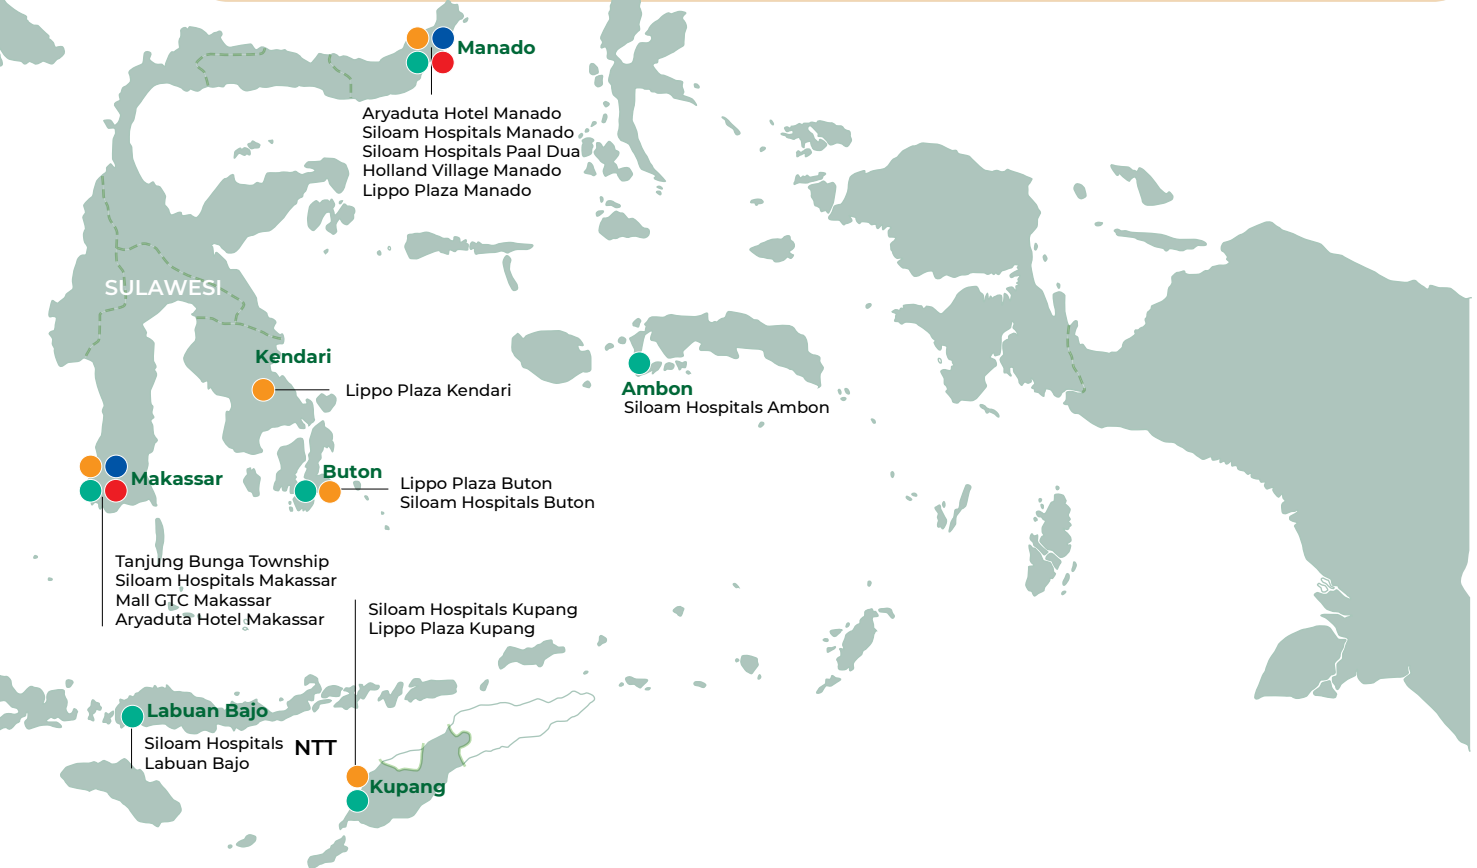 Manado
Aryaduta Hotel Manado
Siloam Hospitals Manado
Siloam Hospitals Paal Dua
Holland Village Manado
Lippo Plaza Manado
SULAWESI
Kendari
Lippo Plaza Kendari
Ambon
Siloam Hospitals Ambon
Makassar
Buton
Lippo Plaza Buton
Siloam Hospitals Buton
Tanjung Bunga Township
Siloam Hospitals Makassar
Mall GTC Makassar
Aryaduta Hotel Makassar
Siloam Hospitals Kupang
Lippo Plaza Kupang
Labuan Bajo
Siloam Hospitals
Labuan Bajo
NTT
Kupang